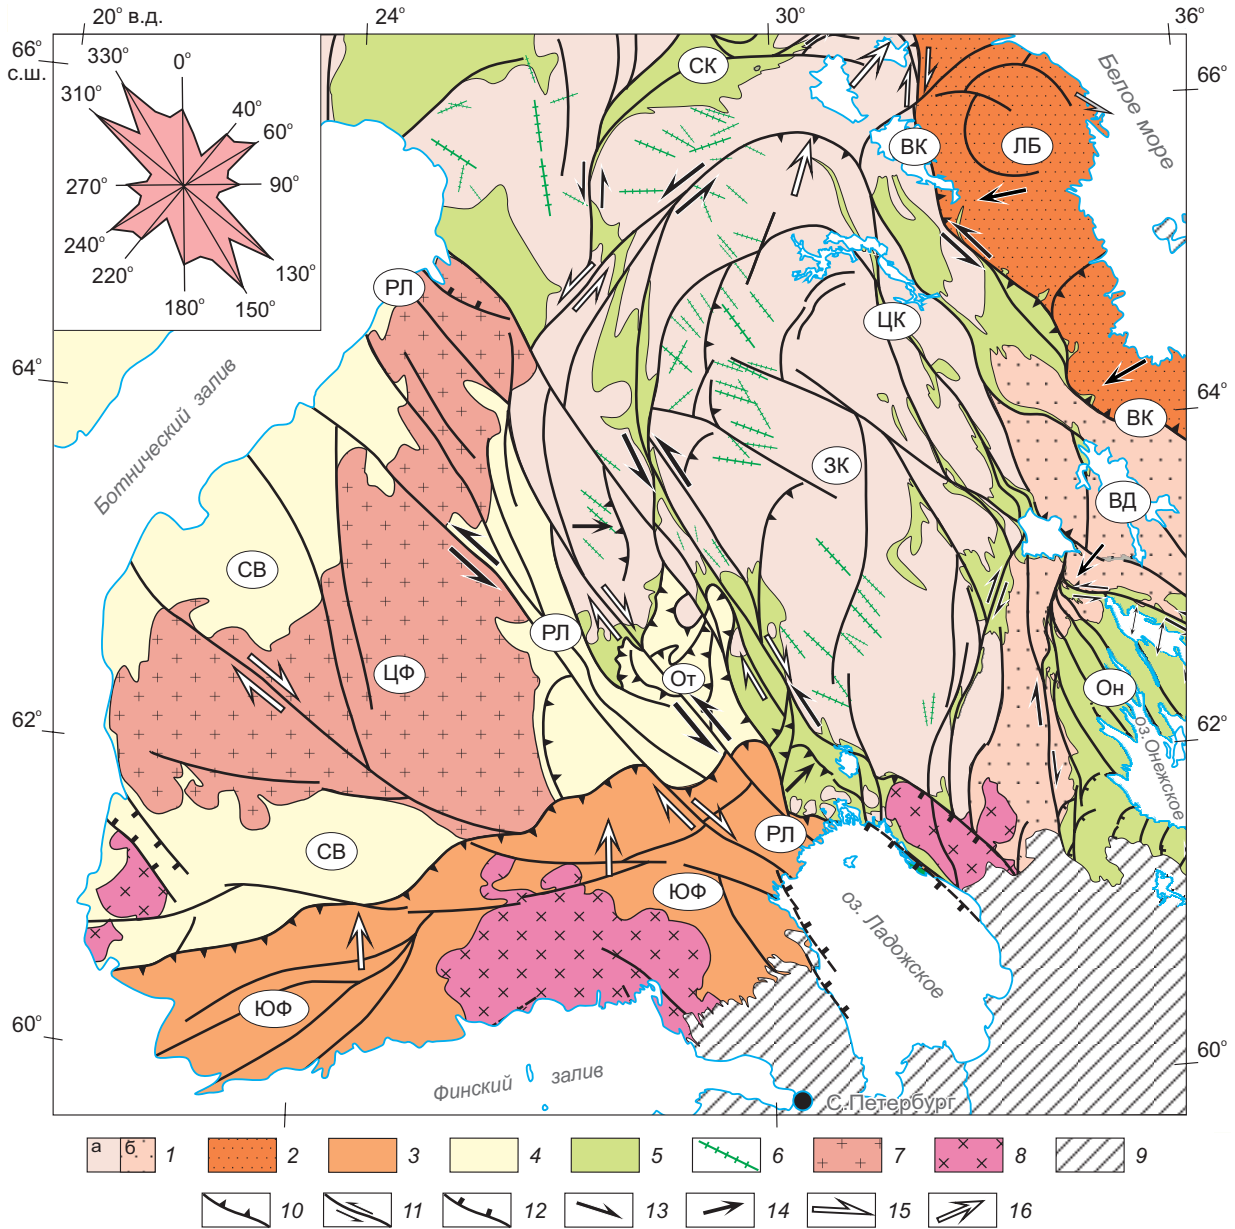 20° в.д.
24°
30°
36°
66°
с.ш.
66°
64°
64°
62°
62°
60°
60°
0°
330°
310°
40°
60°
270°
90°
240°
220°
180°
130°
150°
СК
ВК
ЛБ
Белое море
РЛ
ЦК
Ботнический залив
ВК
ЗК
ВД
СВ
РЛ
ЦФ
От
Он
оз.Онежское
СВ
РЛ
ЮФ
оз. Ладожское
ЮФ
Финский залив
С.Петербург
а б 1 2 3 4 5 6 7 8 9
10 11 12 13 14 15 16